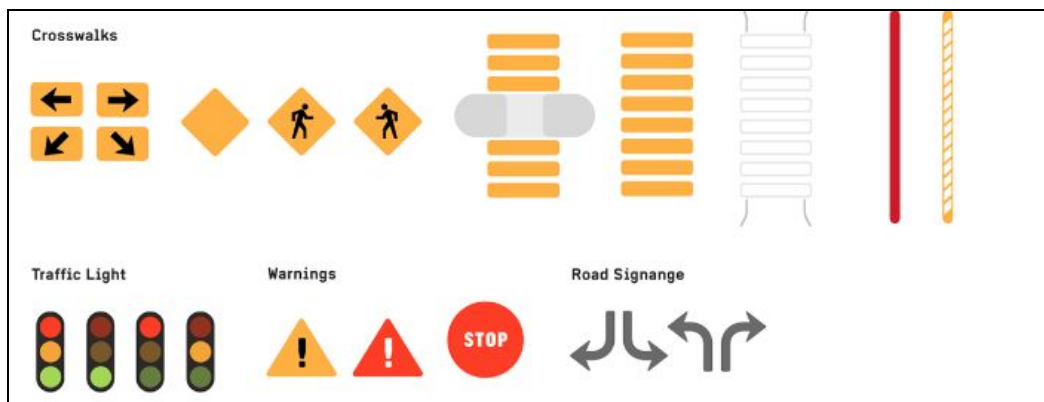 Crosswalks
Traffic Light
Warnings
Road Signange
!
!
STOP